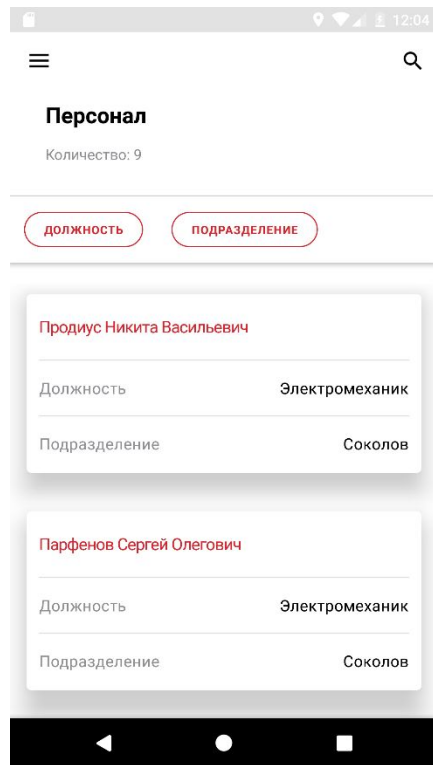 12:04
Персонал
Количество: 9
ДОЛЖНОСТЬ ПОДРАЗДЕЛЕНИЕ
Продиус Никита Васильевич
Должность Электромеханик
Подразделение Соколов
Парфенов Сергей Олегович
Должность Электромеханик
Подразделение Соколов